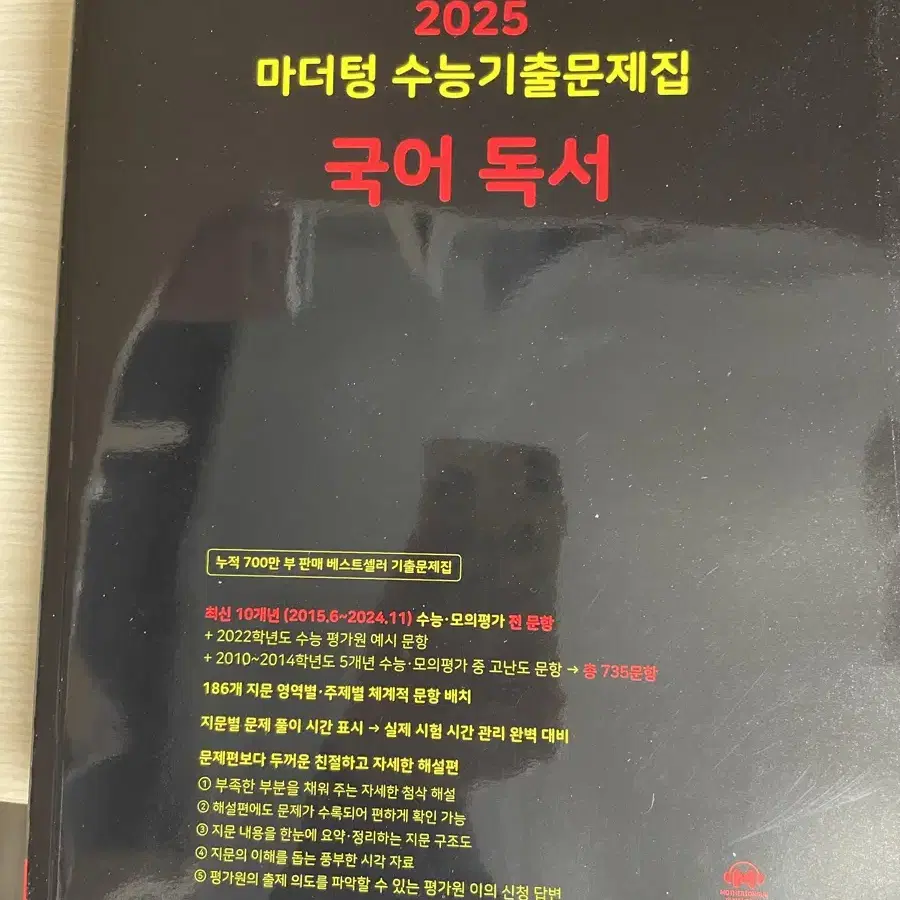 2025
마더텅 수능기출문제집
국어 독서
누적 700만 부 판매 베스트셀러 기출문제집
최신 10개년 (2015.6~2024.11) 수능·모의평가 전 문항
+ 2022학년도 수능 평가원 예시 문항
+ 2010~2014학년도 5개년 수능·모의평가 중 고난도 문항 → 총 735문항
186개 지문 영역별·주제별 체계적 문항 배치
지문별 문제 풀이 시간 표시 → 실제 시험 시간 관리 완벽 대비
문제편보다 두꺼운 친절하고 자세한 해설편
① 부족한 부분을 채워 주는 자세한 첨삭 해설
② 해설편에도 문제가 수록되어 편하게 확인 가능
③ 지문 내용을 한눈에 요약·정리하는 지문 구조도
④ 지문의 이해를 돕는 풍부한 시각 자료
⑤ 평가원의 출제 의도를 파악할 수 있는 평가원 이의 신청 답변